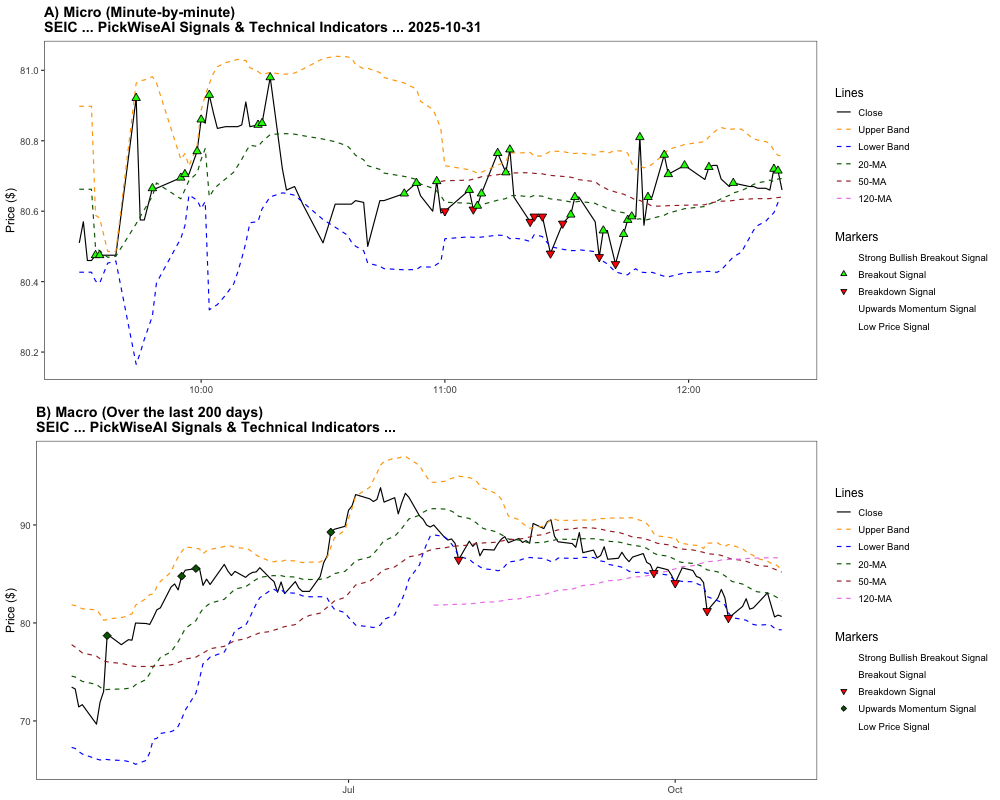 A) Micro (Minute-by-minute)
SEIC ... PickWiseAI Signals & Technical Indicators ... 2025-10-31
Price ($)
81.0
80.8
80.6
80.4
80.2
10:00
11:00
12:00
Lines
Close
Upper Band
Lower Band
20-MA
50-MA
120-MA
Markers
Strong Bullish Breakout Signal
Breakout Signal
Breakdown Signal
Upwards Momentum Signal
Low Price Signal
B) Macro (Over the last 200 days)
SEIC ... PickWiseAI Signals & Technical Indicators ...
Price ($)
90
80
70
Jul
Oct
Lines
Close
Upper Band
Lower Band
20-MA
50-MA
120-MA
Markers
Strong Bullish Breakout Signal
Breakout Signal
Breakdown Signal
Upwards Momentum Signal
Low Price Signal